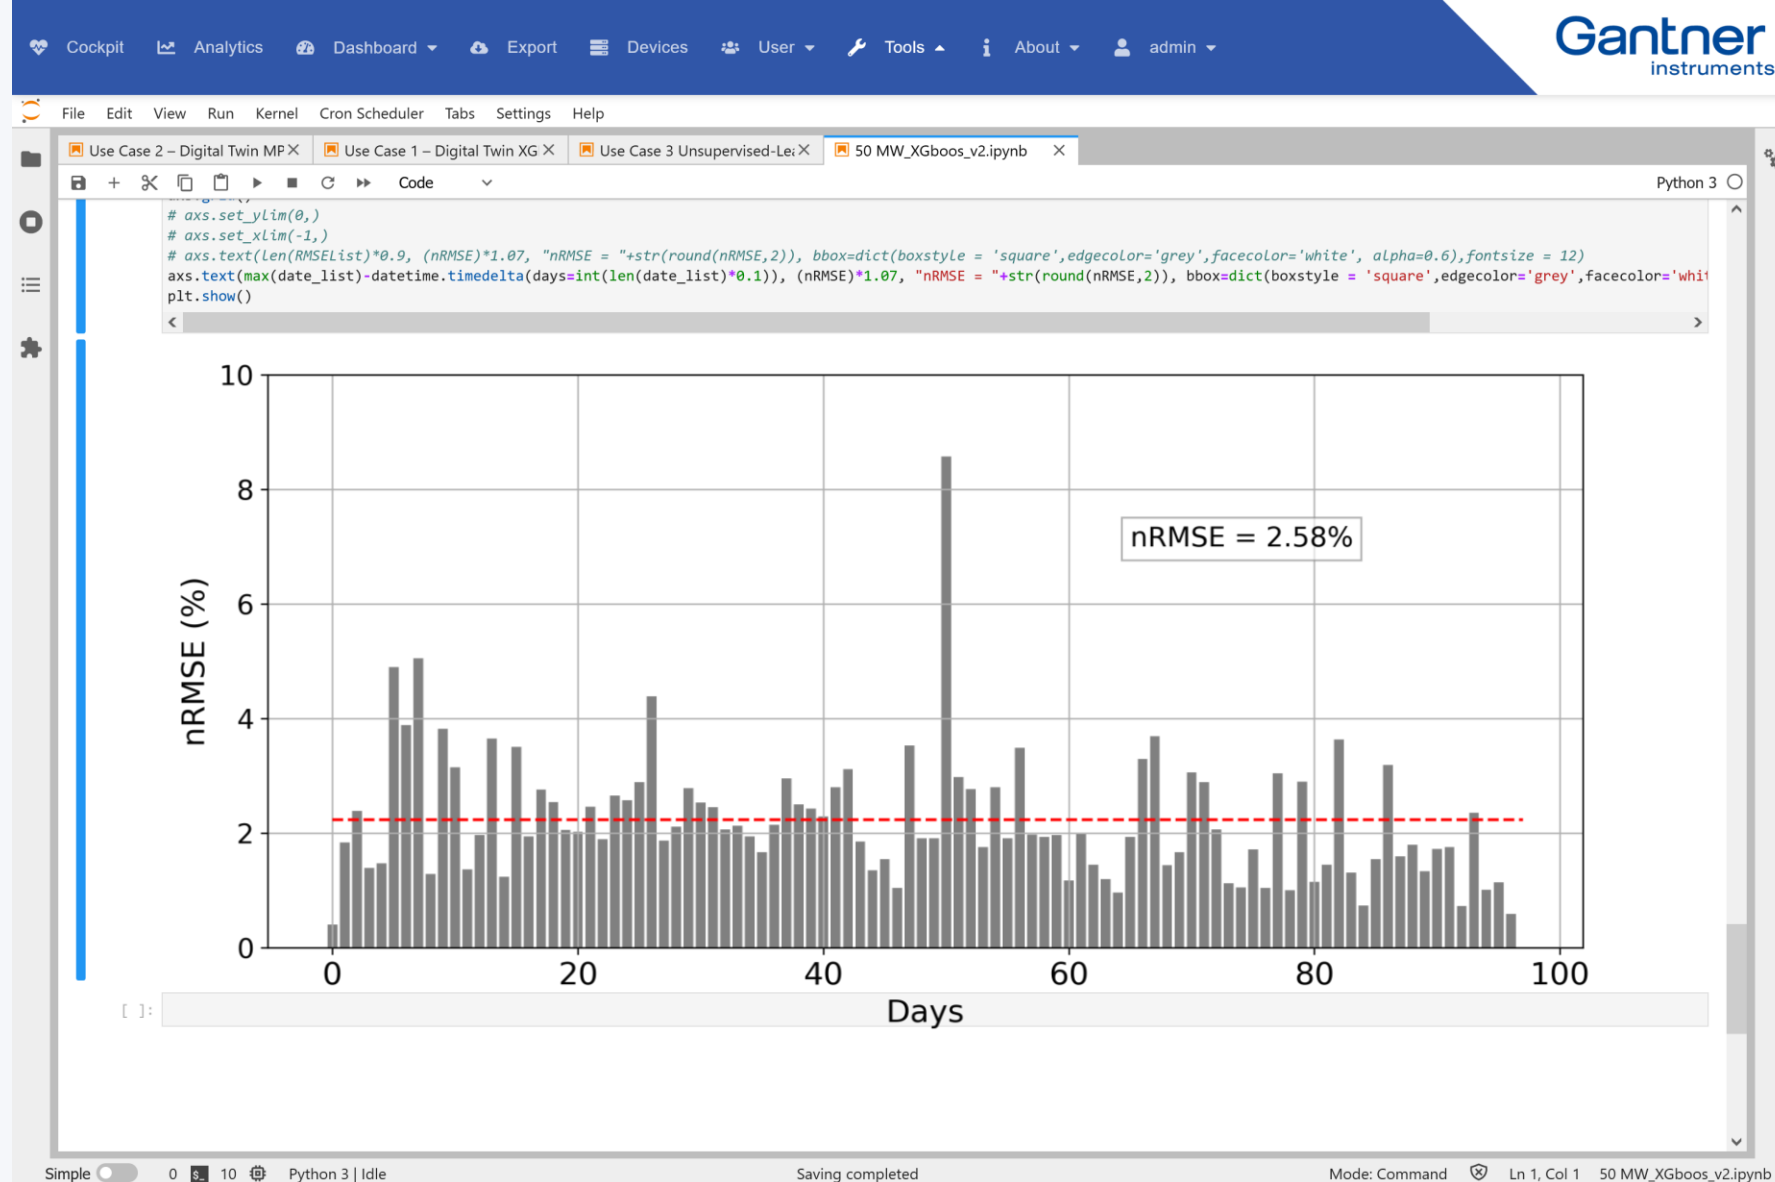 Cockpit Analytics Dashboard Export Devices User Tools About admin
Gantner
instruments
File Edit View Run Kernel Cron Scheduler Tabs Settings Help
Use Case 2 – Digital Twin MP Use Case 1 – Digital Twin XG Use Case 3 Unsupervised-Lea 50 MW_XGboos_v2.ipynb
Code Python 3
# axs.set_ylim(0,)
# axs.set_xlim(-1,)
# axs.text(len(RMSEList)*0.9, (nRMSE)*1.07, "nRMSE = "+str(round(nRMSE,2)), bbox=dict(boxstyle = 'square',edgecolor='grey',facecolor='white', alpha=0.6),fontsize = 12)
axs.text(max(date_list)-datetime.timedelta(days=int(len(date_list)*0.1)), (nRMSE)*1.07, "nRMSE = "+str(round(nRMSE,2)), bbox=dict(boxstyle = 'square',edgecolor='grey',facecolor='whit
plt.show()
10
8
nRMSE = 2.58%
6
nRMSE (%)
4
2
0
0 20 40 60 80 100
Days
[ ]:
Simple 0 $_ 10 Python 3 | Idle Saving completed Mode: Command Ln 1, Col 1 50 MW_XGboos_v2.ipynb